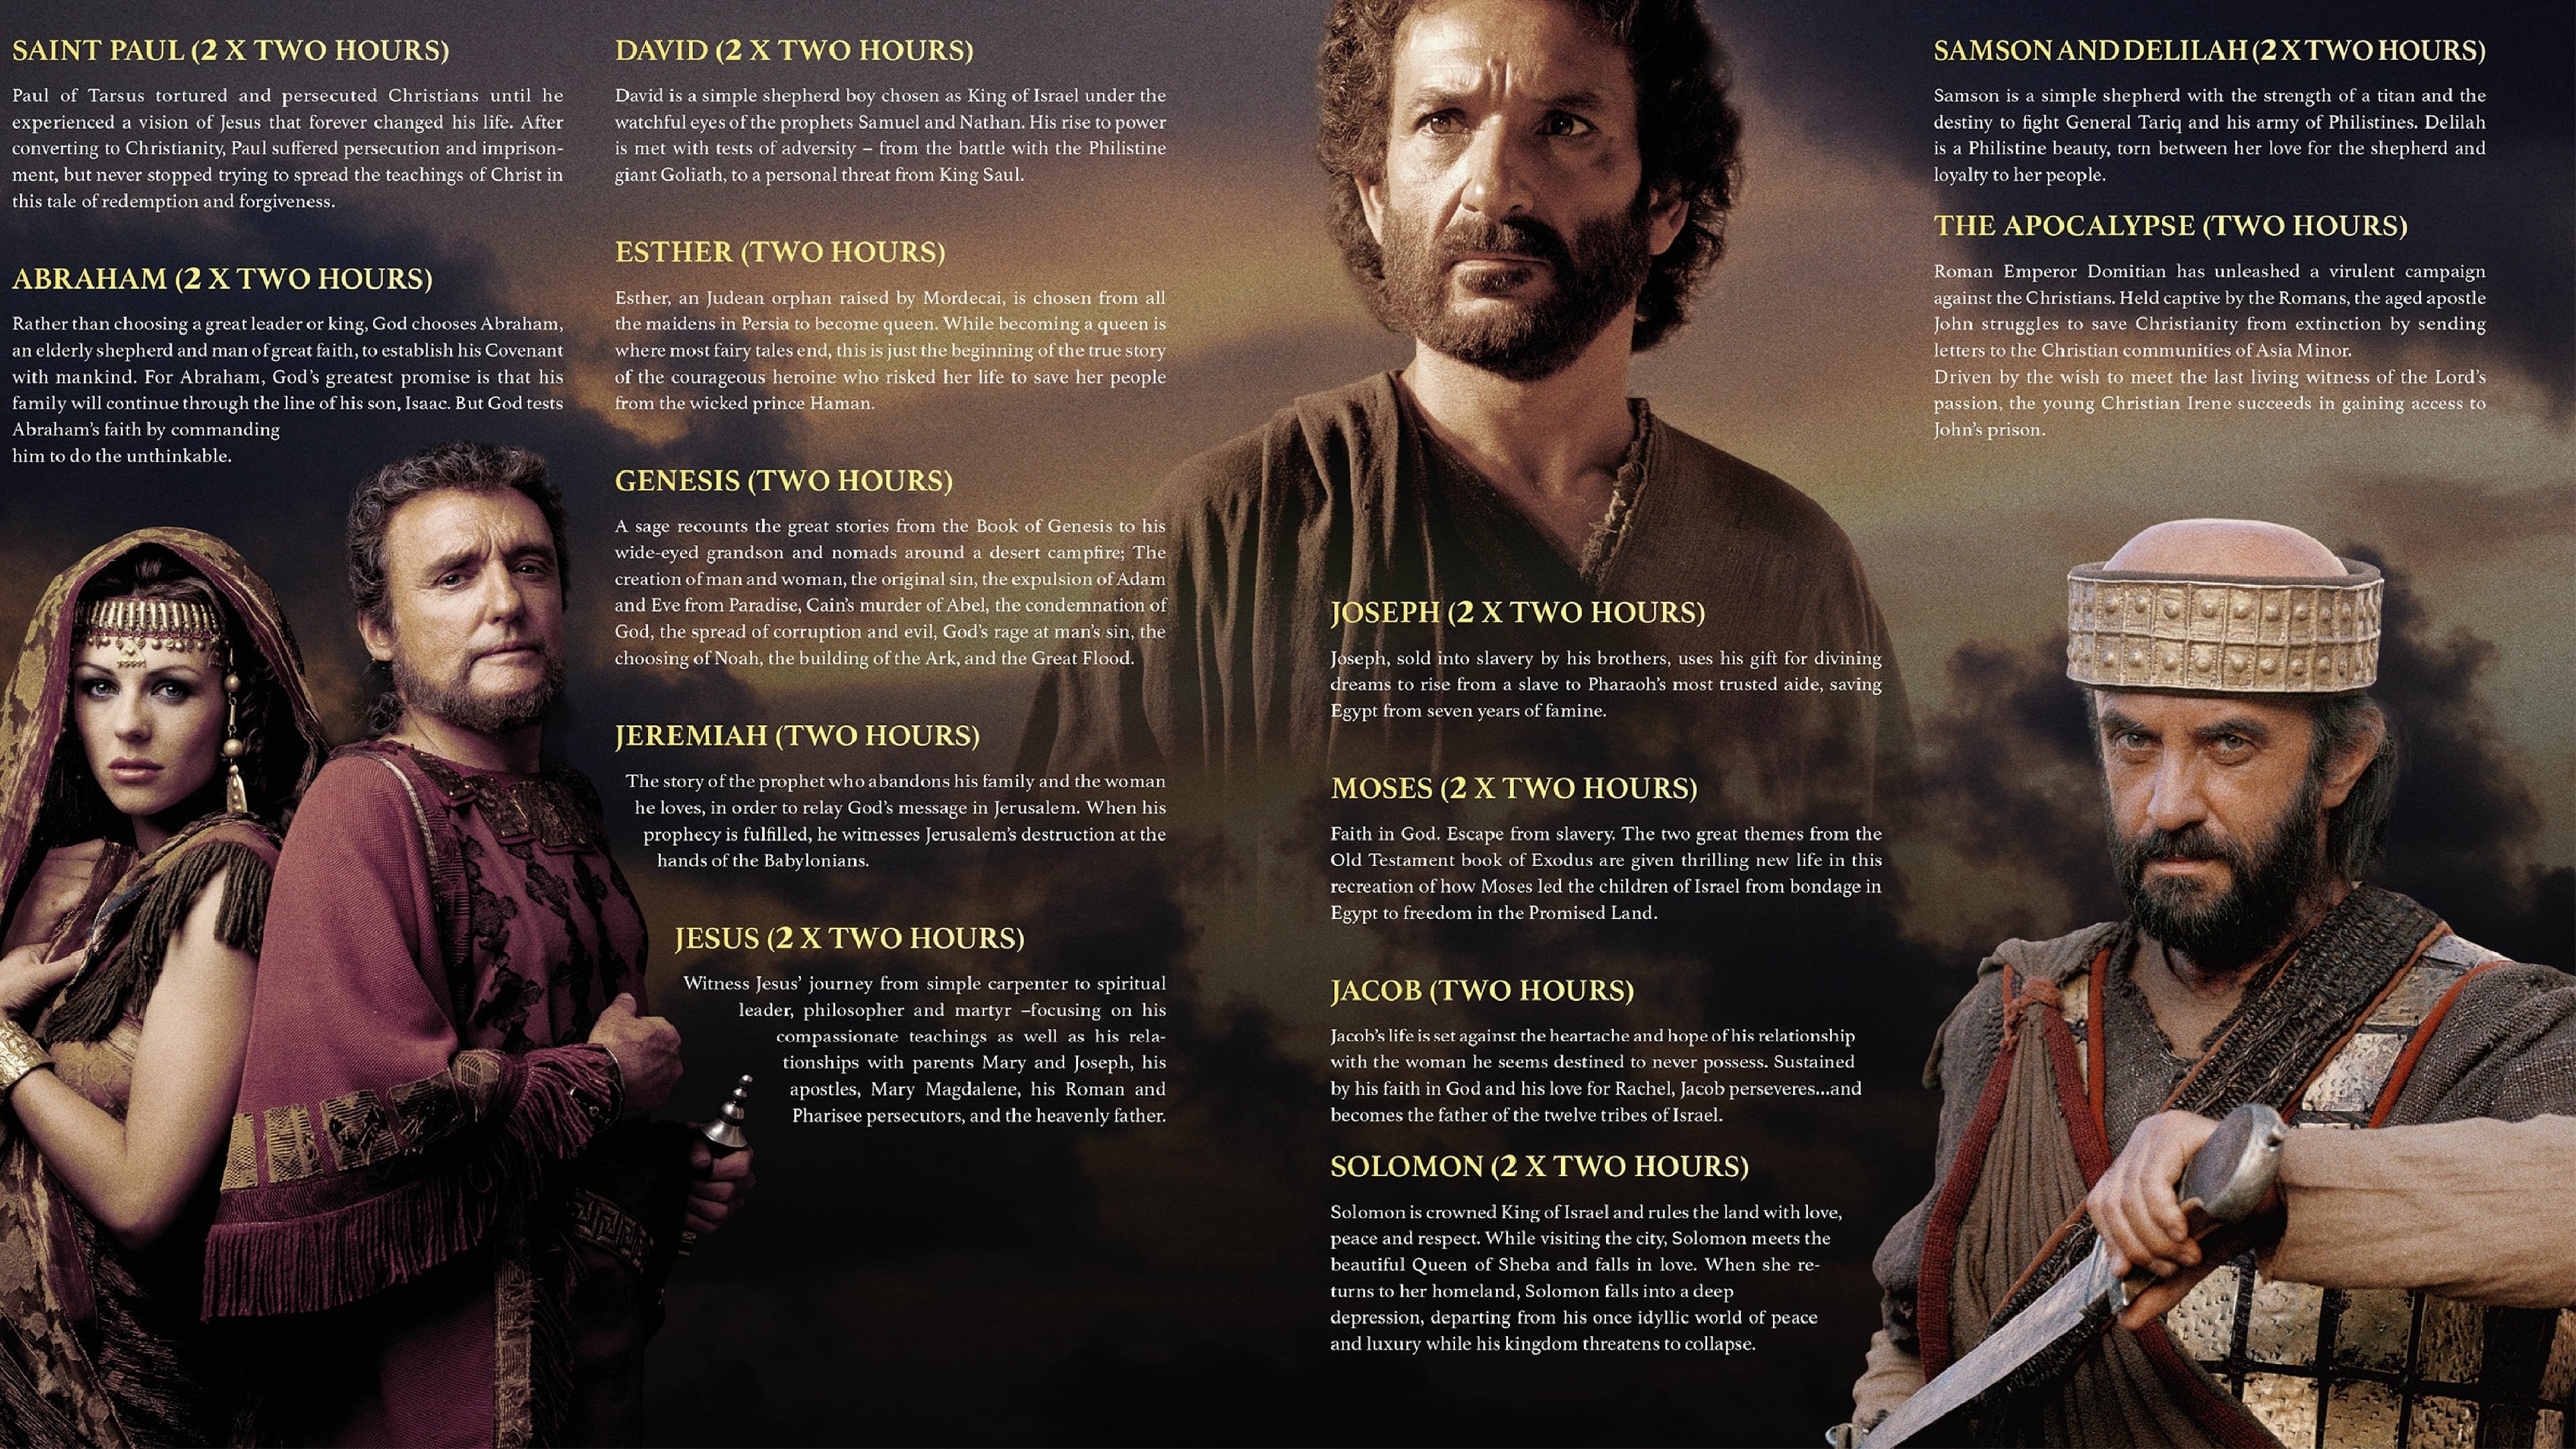 SAINT PAUL (2 X TWO HOURS)
Paul of Tarsus tortured and persecuted Christians until he
experienced a vision of Jesus that forever changed his life. After
converting to Christianity, Paul suffered persecution and imprison-
ment, but never stopped trying to spread the teachings of Christ in
this tale of redemption and forgiveness.
ABRAHAM (2 X TWO HOURS)
Rather than choosing a great leader or king, God chooses Abraham,
an elderly shepherd and man of great faith, to establish his Covenant
with mankind. For Abraham, God's greatest promise is that his
family will continue through the line of his son, Isaac. But God tests
Abraham's faith by commanding
him to do the unthinkable.
DAVID (2 X TWO HOURS)
David is a simple shepherd boy chosen as King of Israel under the
watchful eyes of the prophets Samuel and Nathan. His rise to power
is met with tests of adversity – from the battle with the Philistine
giant Goliath, to a personal threat from King Saul.
ESTHER (TWO HOURS)
Esther, an Judean orphan raised by Mordecai, is chosen from all
the maidens in Persia to become queen. While becoming a queen is
where most fairy tales end, this is just the beginning of the true story
of the courageous heroine who risked her life to save her people
from the wicked prince Haman.
GENESIS (TWO HOURS)
A sage recounts the great stories from the Book of Genesis to his
wide-eyed grandson and nomads around a desert campfire; The
creation of man and woman, the original sin, the expulsion of Adam
and Eve from Paradise, Cain's murder of Abel, the condemnation of
God, the spread of corruption and evil, God's rage at man's sin, the
choosing of Noah, the building of the Ark, and the Great Flood.
JEREMIAH (TWO HOURS)
The story of the prophet who abandons his family and the woman
he loves, in order to relay God's message in Jerusalem. When his
prophecy is fulfilled, he witnesses Jerusalem's destruction at the
hands of the Babylonians.
JESUS (2 X TWO HOURS)
Witness Jesus' journey from simple carpenter to spiritual
leader, philosopher and martyr –focusing on his
compassionate teachings as well as his rela-
tionships with parents Mary and Joseph, his
apostles, Mary Magdalene, his Roman and
Pharisee persecutors, and the heavenly father.
JOSEPH (2 X TWO HOURS)
Joseph, sold into slavery by his brothers, uses his gift for divining
dreams to rise from a slave to Pharaoh's most trusted aide, saving
Egypt from seven years of famine.
MOSES (2 X TWO HOURS)
Faith in God. Escape from slavery. The two great themes from the
Old Testament book of Exodus are given thrilling new life in this
recreation of how Moses led the children of Israel from bondage in
Egypt to freedom in the Promised Land.
JACOB (TWO HOURS)
Jacob's life is set against the heartache and hope of his relationship
with the woman he seems destined to never possess. Sustained
by his faith in God and his love for Rachel, Jacob perseveres...and
becomes the father of the twelve tribes of Israel.
SOLOMON (2 X TWO HOURS)
Solomon is crowned King of Israel and rules the land with love,
peace and respect. While visiting the city, Solomon meets the
beautiful Queen of Sheba and falls in love. When she re-
turns to her homeland, Solomon falls into a deep
depression, departing from his once idyllic world of peace
and luxury while his kingdom threatens to collapse.
SAMSON AND DELILAH (2 X TWO HOURS)
Samson is a simple shepherd with the strength of a titan and the
destiny to fight General Tariq and his army of Philistines. Delilah
is a Philistine beauty, torn between her love for the shepherd and
loyalty to her people.
THE APOCALYPSE (TWO HOURS)
Roman Emperor Domitian has unleashed a virulent campaign
against the Christians. Held captive by the Romans, the aged apostle
John struggles to save Christianity from extinction by sending
letters to the Christian communities of Asia Minor.
Driven by the wish to meet the last living witness of the Lord's
passion, the young Christian Irene succeeds in gaining access to
John's prison.